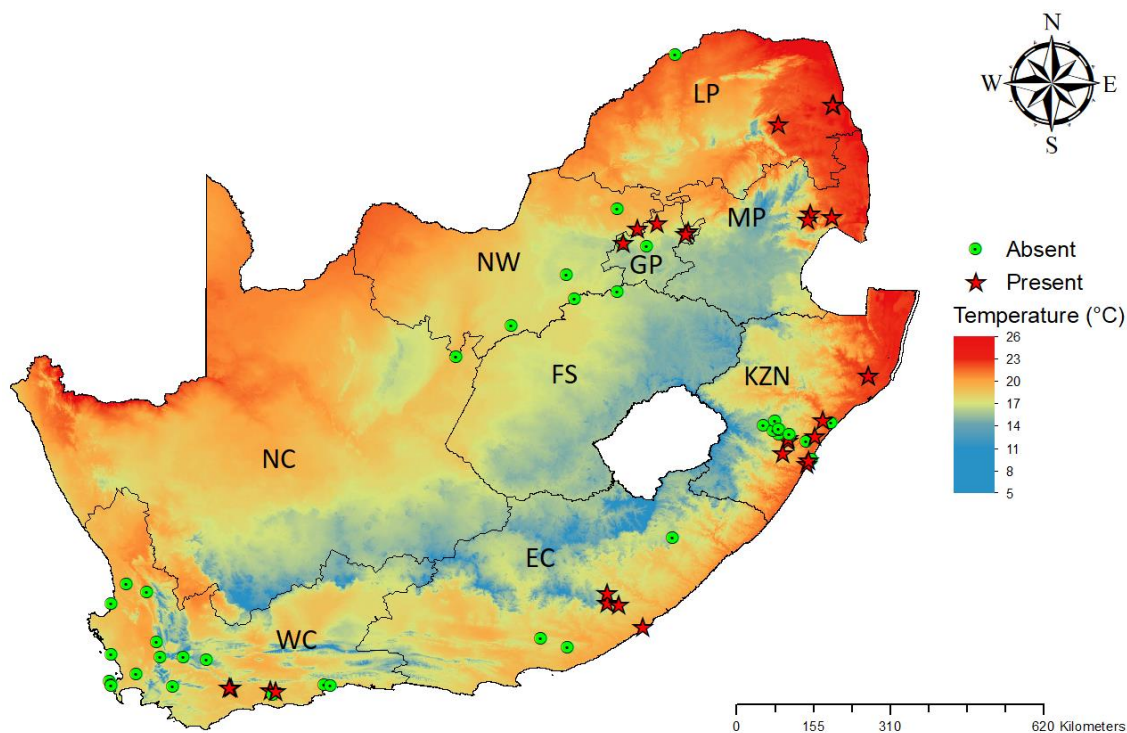 N
W E
S
LP
MP
NW
GP
FS
KZN
NC
EC
WC
Absent
Present
Temperature (°C)
26
23
20
17
14
11
8
5
0 155 310 620 Kilometers